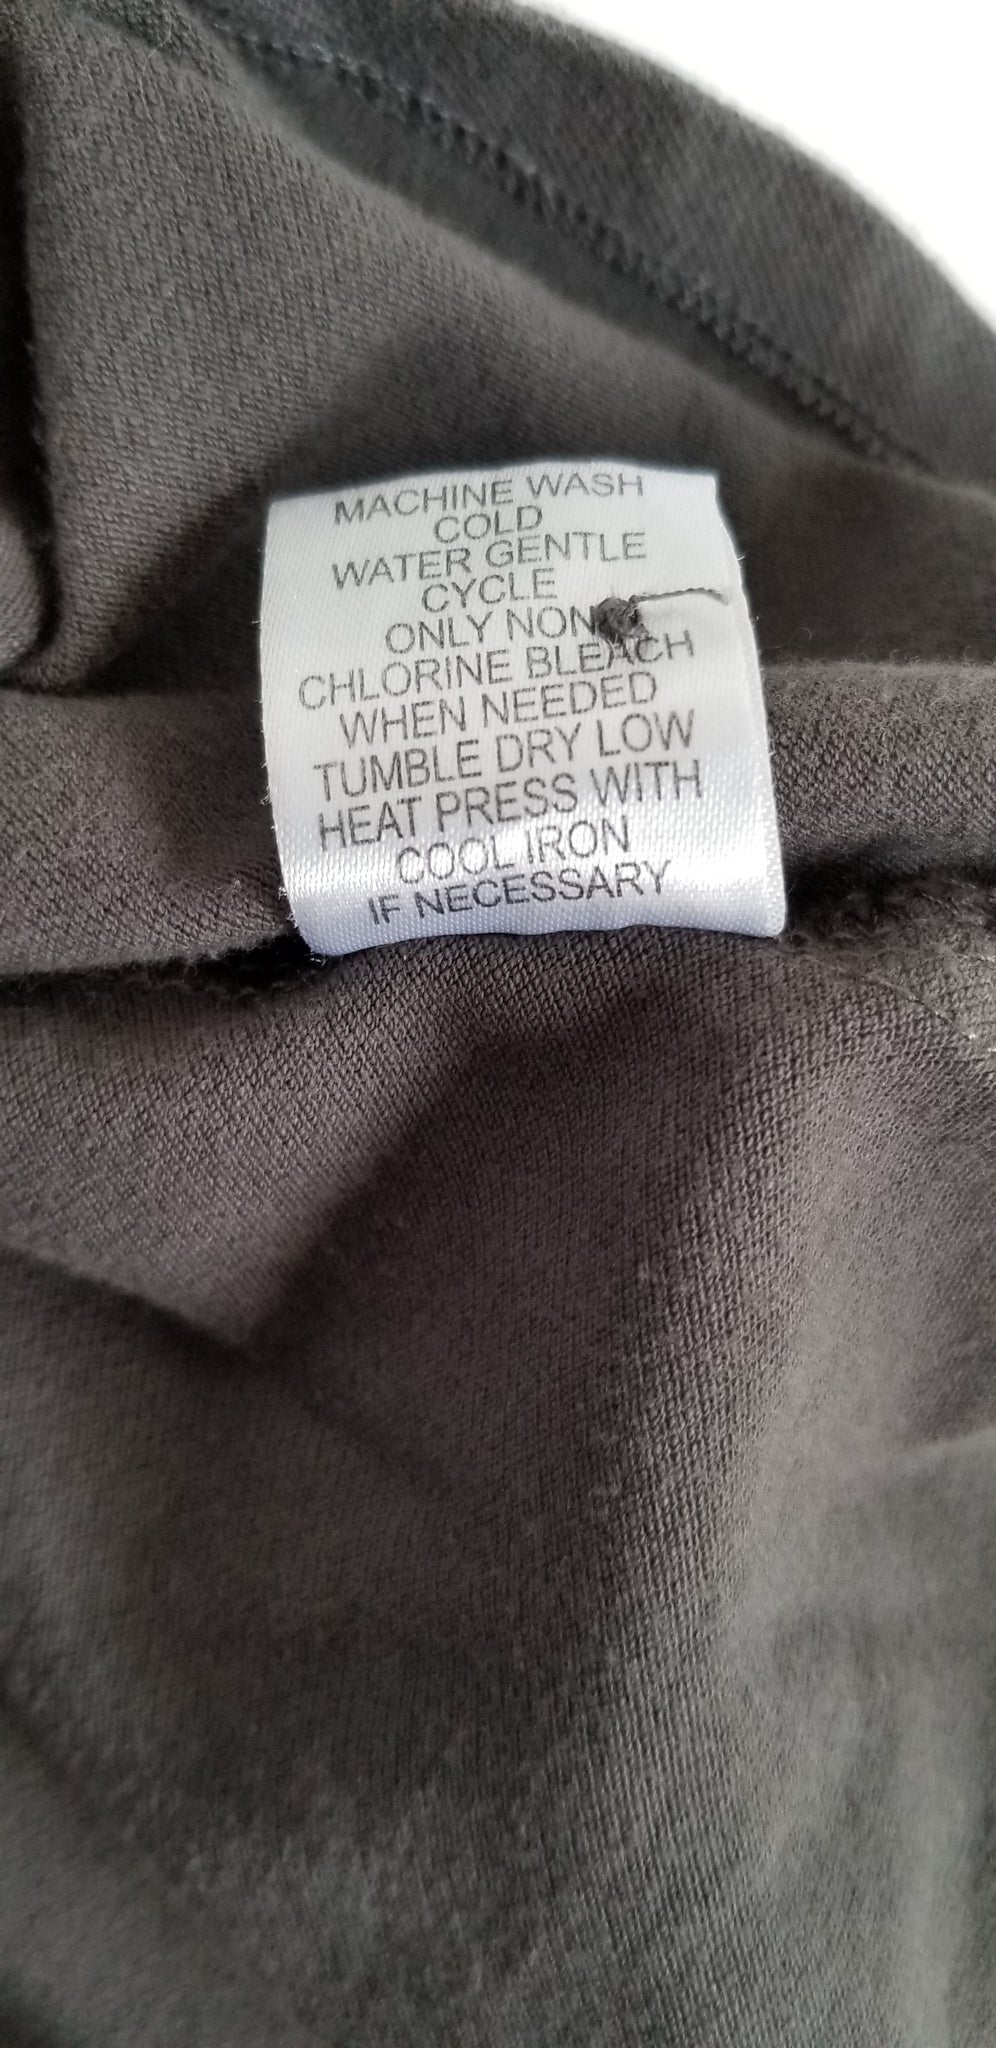 MACHINE WASH
COLD
WATER GENTLE
CYCLE
ONLY NON
CHLORINE BLEACH
WHEN NEEDED
TUMBLE DRY LOW
HEAT PRESS WITH
COOL IRON
IF NECESSARY